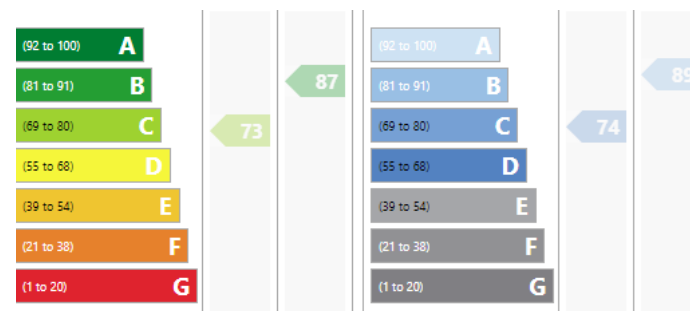 (92 to 100) A
(81 to 91) B
(69 to 80) C
(55 to 68) D
(39 to 54) E
(21 to 38) F
(1 to 20) G
73
87
(92 to 100) A
(81 to 91) B
(69 to 80) C
(55 to 68) D
(39 to 54) E
(21 to 38) F
(1 to 20) G
74
89